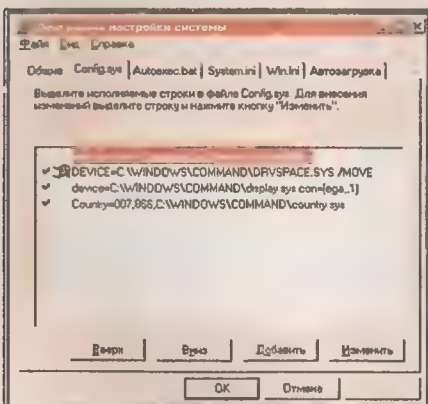 настройки системы
Файл Вид Справка
Общие Config.sys Autoexec.bat System.ini Win.ini Автозагрузка
Выделите исполняемые строки в файле Config.sys. Для внесения
изменений выделите строку и нажмите кнопку "Изменить".
DEVICE=C:\WINDOWS\COMMAND\DRVSPACE.SYS /MOVE
device=C:\WINDOWS\COMMAND\display.sys con=(ega,,1)
Country=007,866,C:\WINDOWS\COMMAND\country.sys
Вверх Вниз Добавить Изменить
OK Отмена